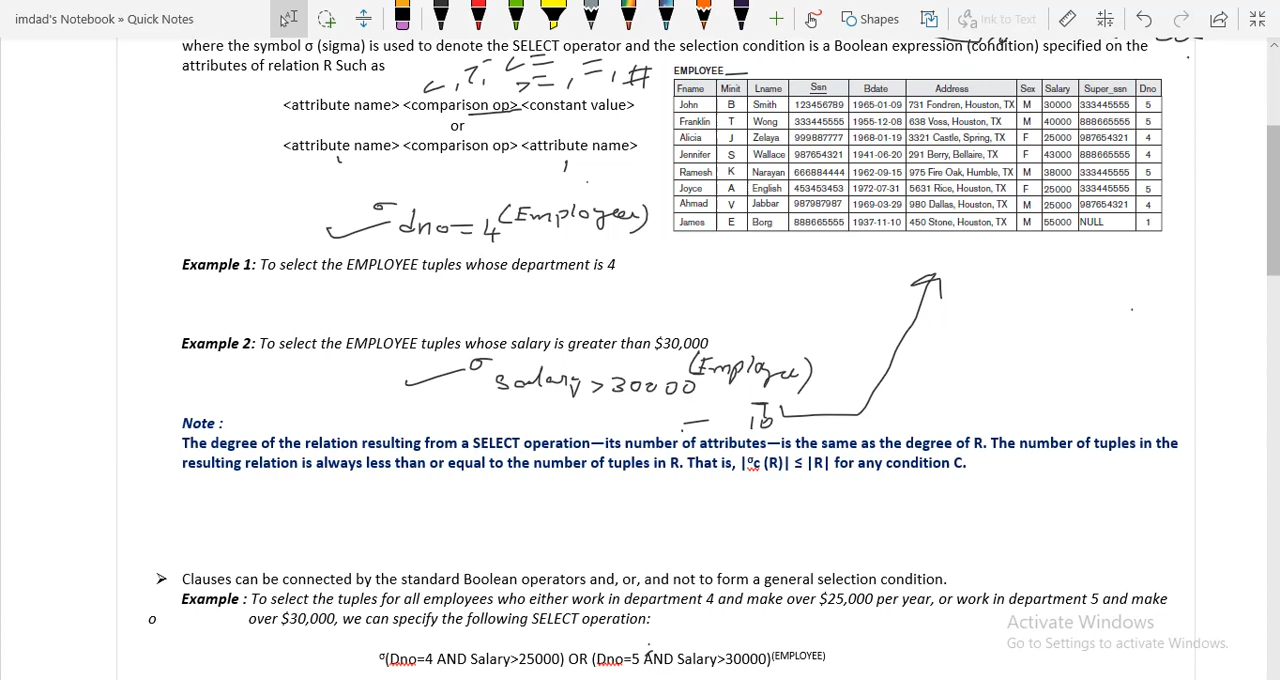 imdad's Notebook » Quick Notes
Shapes
Ink to Text
where the symbol σ (sigma) is used to denote the SELECT operator and the selection condition is a Boolean expression (condition) specified on the
attributes of relation R Such as
<attribute name> <comparison op> <constant value>
or
<attribute name> <comparison op> <attribute name>
EMPLOYEE
Fname Minit Lname Ssn Bdate Address Sex Salary Super_ssn Dno
John B Smith 123456789 1965-01-09 731 Fondren, Houston, TX M 30000 333445555 5
Franklin T Wong 333445555 1955-12-08 638 Voss, Houston, TX M 40000 888665555 5
Alicia J Zelaya 999887777 1968-01-19 3321 Castle, Spring, TX F 25000 987654321 4
Jennifer S Wallace 987654321 1941-06-20 291 Berry, Bellaire, TX F 43000 888665555 4
Ramesh K Narayan 666884444 1962-09-15 975 Fire Oak, Humble, TX M 38000 333445555 5
Joyce A English 453453453 1972-07-31 5631 Rice, Houston, TX F 25000 333445555 5
Ahmad V Jabbar 987987987 1969-03-29 980 Dallas, Houston, TX M 25000 987654321 4
James E Borg 888665555 1937-11-10 450 Stone, Houston, TX M 55000 NULL 1
σ dno=4 (Employee)
Example 1: To select the EMPLOYEE tuples whose department is 4
Example 2: To select the EMPLOYEE tuples whose salary is greater than $30,000
σ salary > 30000 (Employee)
Note :
The degree of the relation resulting from a SELECT operation—its number of attributes—is the same as the degree of R. The number of tuples in the
resulting relation is always less than or equal to the number of tuples in R. That is, |σc (R)| ≤ |R| for any condition C.
➢ Clauses can be connected by the standard Boolean operators and, or, and not to form a general selection condition.
Example : To select the tuples for all employees who either work in department 4 and make over $25,000 per year, or work in department 5 and make
o over $30,000, we can specify the following SELECT operation:
σ(Dno=4 AND Salary>25000) OR (Dno=5 AND Salary>30000)(EMPLOYEE)
Activate Windows
Go to Settings to activate Windows.